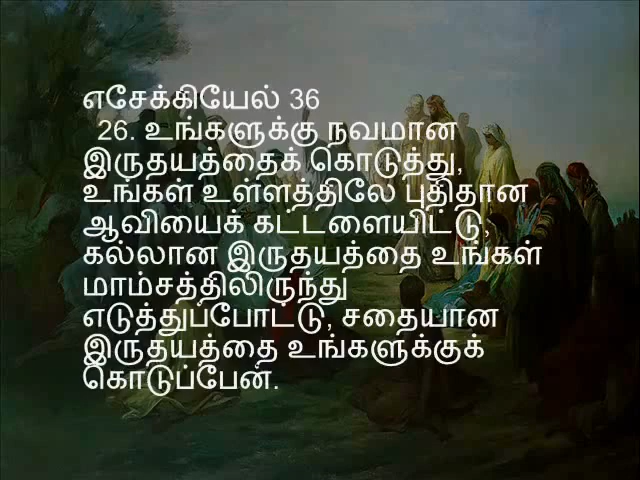 எசேக்கியேல் 36
26. உங்களுக்கு நவமான
இருதயத்தைக் கொடுத்து,
உங்கள் உள்ளத்திலே புதிதான
ஆவியைக் கட்டளையிட்டு,
கல்லான இருதயத்தை உங்கள்
மாம்சத்திலிருந்து
எடுத்துப்போட்டு, சதையான
இருதயத்தை உங்களுக்குக்
கொடுப்பேன்.